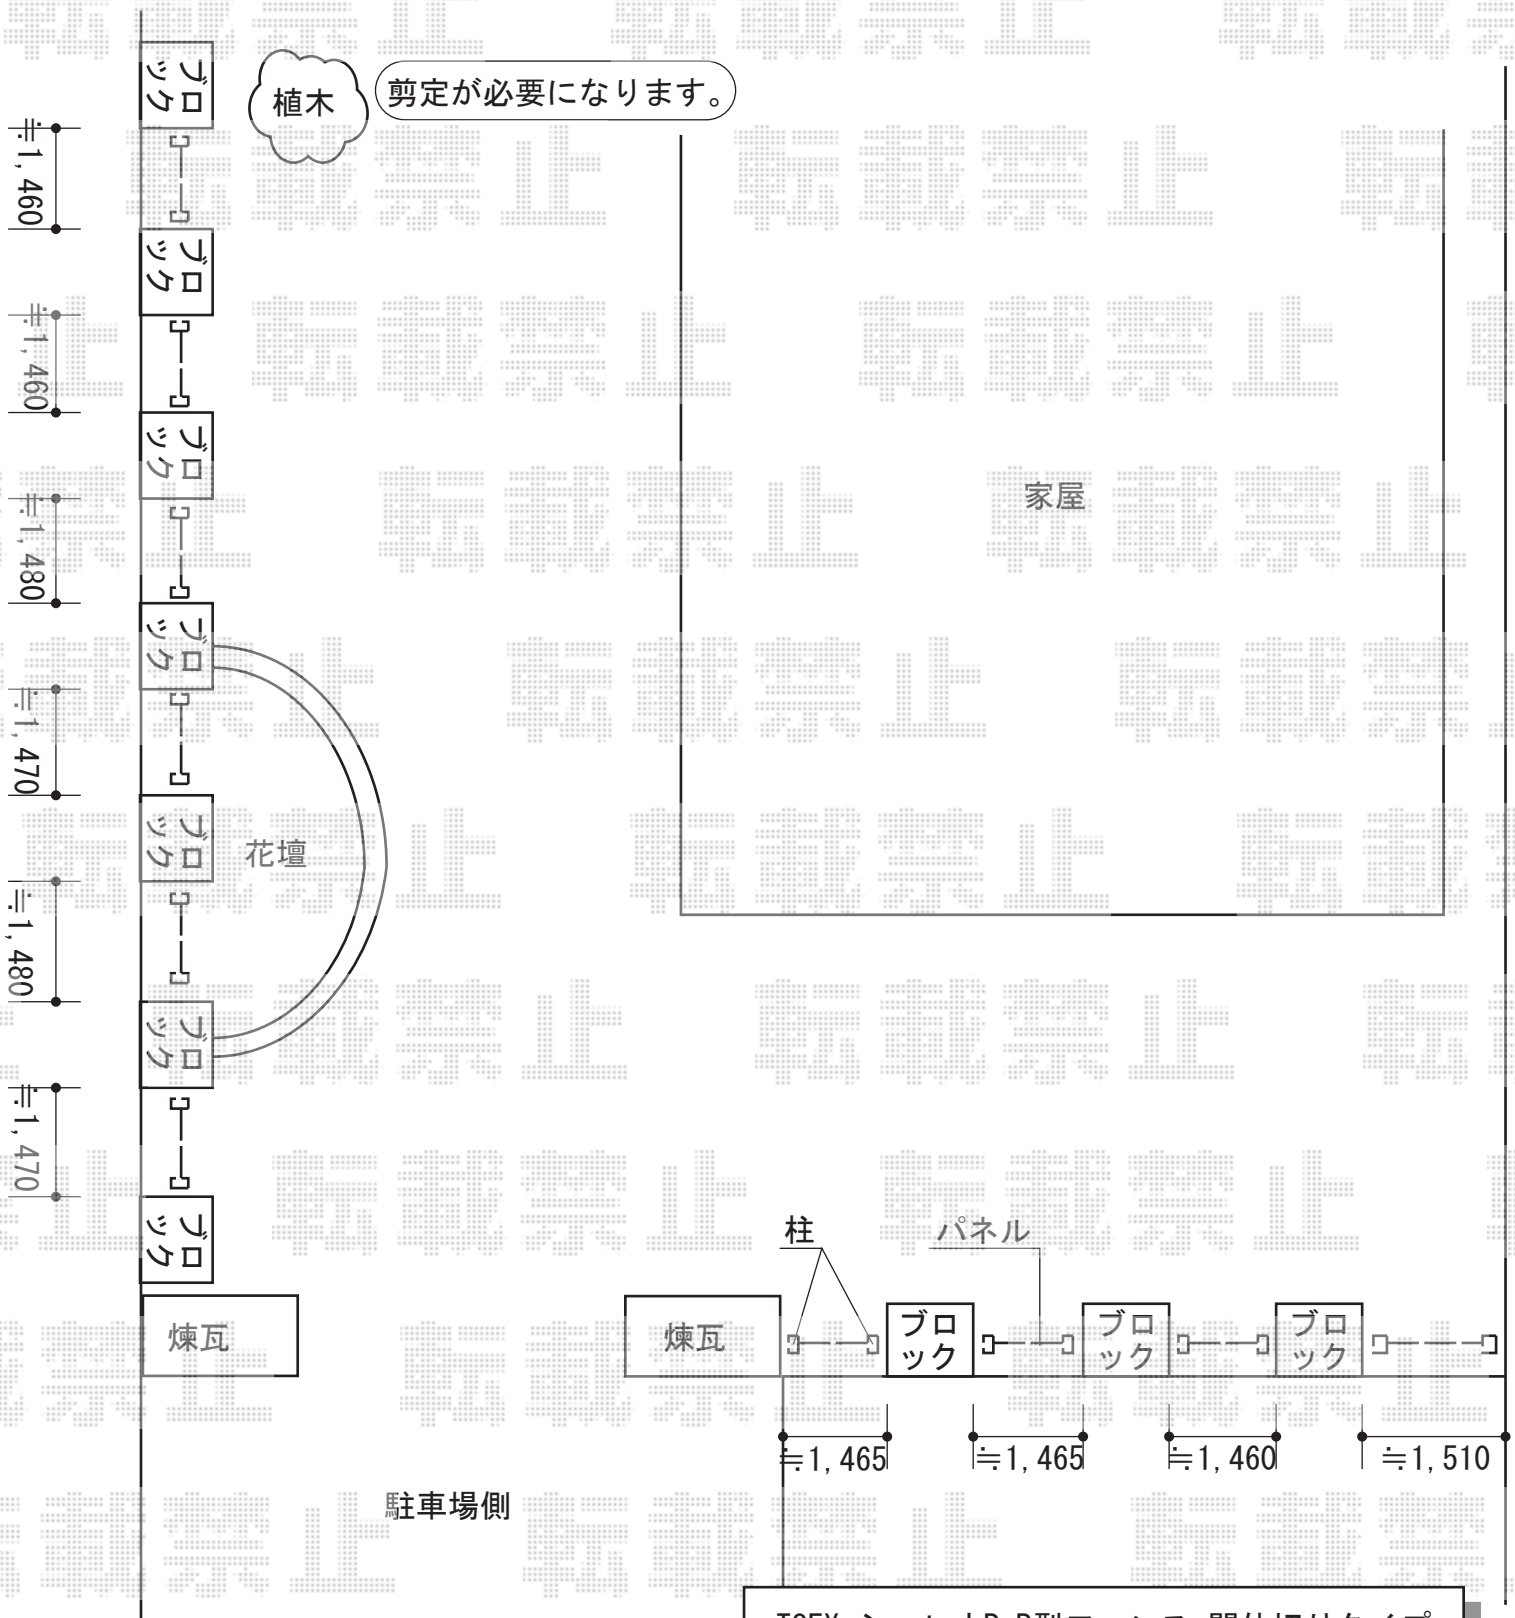 ブロック
植木
剪定が必要になります。
≒1,460
ブロック
≒1,460
ブロック
≒1,480
家屋
ブロック
≒1,470
ブロック
花壇
≒1,480
ブロック
≒1,470
ブロック
柱
パネル
煉瓦
煉瓦
ブロック
ブロック
ブロック
≒1,465
≒1,465
≒1,460
≒1,510
駐車場側
転載禁止